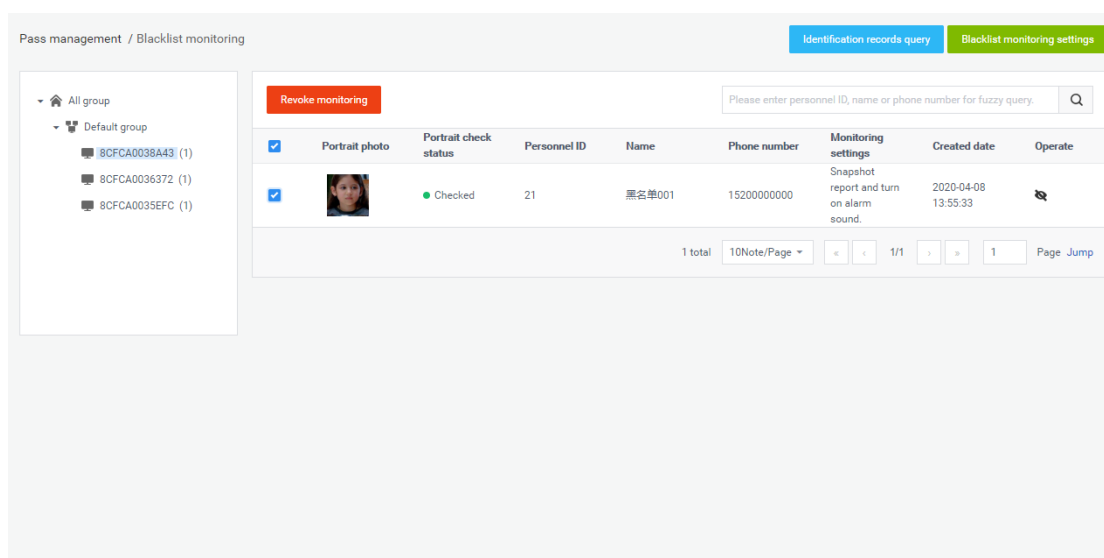 Pass management / Blacklist monitoring
Identification records query
Blacklist monitoring settings
All group
Default group
8CFCA0038A43 (1)
8CFCA0036372 (1)
8CFCA0035EFC (1)
Revoke monitoring
Please enter personnel ID, name or phone number for fuzzy query.
Portrait photo
Portrait check
status
Personnel ID
Name
Phone number
Monitoring
settings
Created date
Operate
Checked
21
黑名单001
15200000000
Snapshot
report and turn
on alarm
sound.
2020-04-08
13:55:33
1 total
10Note/Page
« ‹ 1/1 › »
1
Page Jump